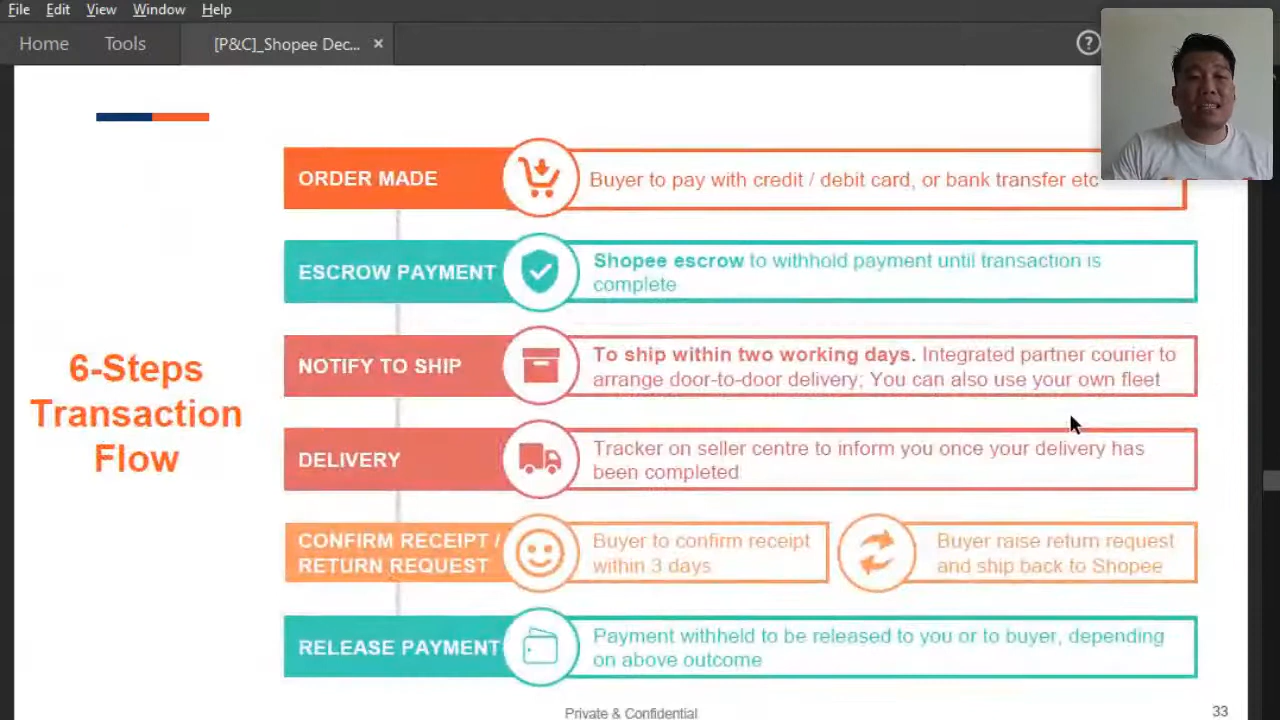 File Edit View Window Help
Home Tools [P&C]_Shopee Dec... × ?
6-Steps
Transaction
Flow
ORDER MADE
Buyer to pay with credit / debit card, or bank transfer etc
ESCROW PAYMENT
Shopee escrow to withhold payment until transaction is
complete
NOTIFY TO SHIP
To ship within two working days. Integrated partner courier to
arrange door-to-door delivery; You can also use your own fleet
DELIVERY
Tracker on seller centre to inform you once your delivery has
been completed
CONFIRM RECEIPT /
RETURN REQUEST
Buyer to confirm receipt
within 3 days
Buyer raise return request
and ship back to Shopee
RELEASE PAYMENT
Payment withheld to be released to you or to buyer, depending
on above outcome
Private & Confidential
33